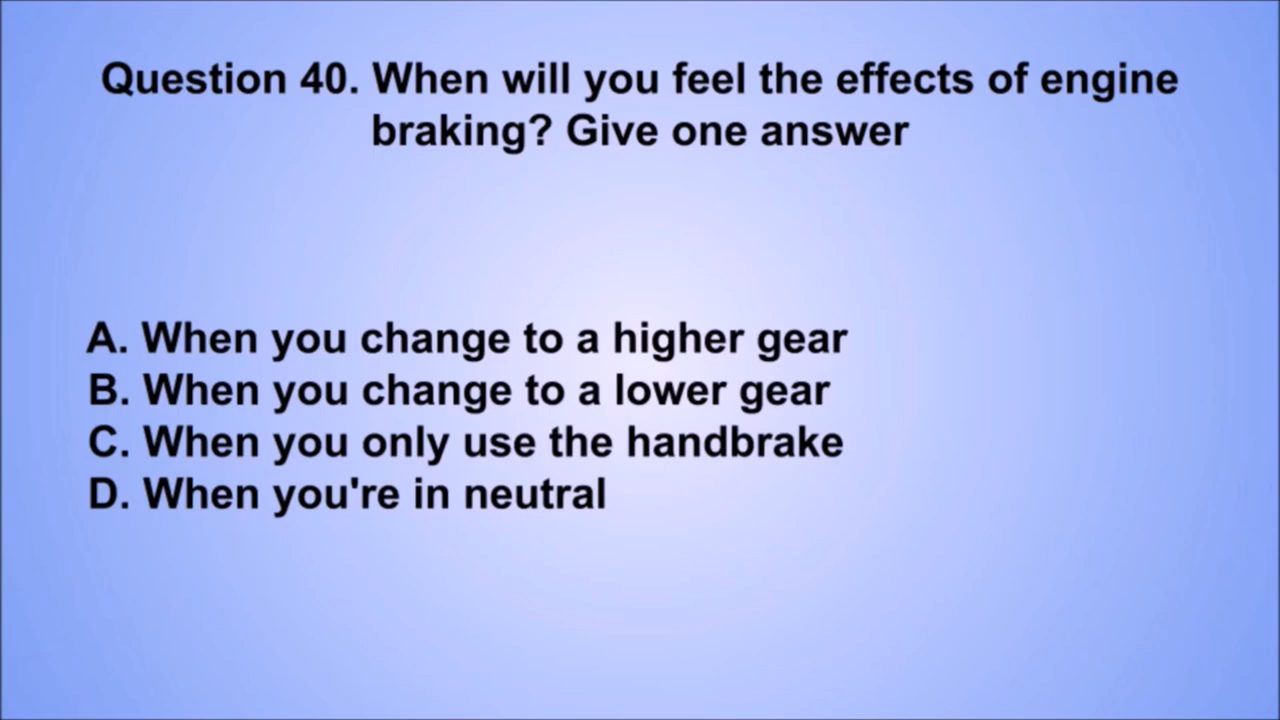 Question 40. When will you feel the effects of engine
braking? Give one answer
A. When you change to a higher gear
B. When you change to a lower gear
C. When you only use the handbrake
D. When you're in neutral